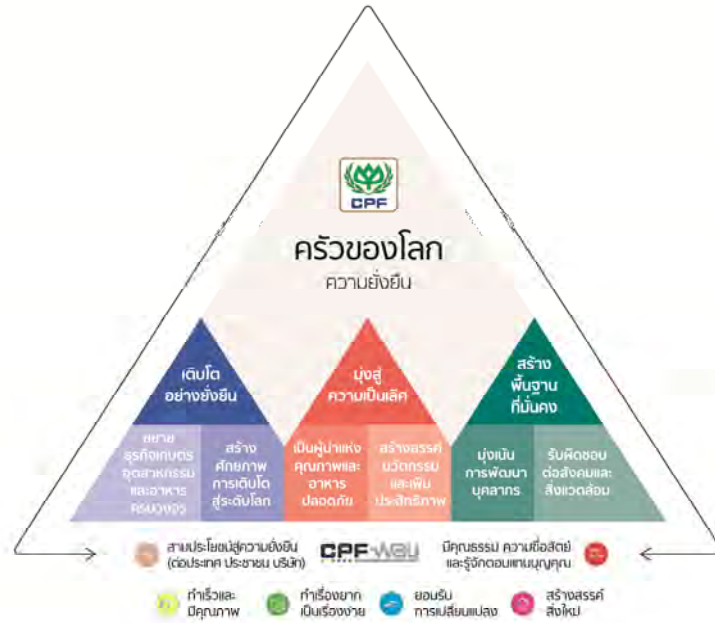 CPF
ครัวของโลก
ความยั่งยืน
เติบโต
อย่างยั่งยืน
มุ่งสู่
ความเป็นเลิศ
สร้าง
พื้นฐาน
ที่มั่นคง
ขยาย
ธุรกิจเกษตร
อุตสาหกรรม
และอาหาร
ครบวงจร
สร้าง
ศักยภาพ
การเติบโต
สู่ระดับโลก
เป็นผู้นำแห่ง
คุณภาพและ
อาหาร
ปลอดภัย
สร้างสรรค์
นวัตกรรม
และเพิ่ม
ประสิทธิภาพ
มุ่งเน้น
การพัฒนา
บุคลากร
รับผิดชอบ
ต่อสังคมและ
สิ่งแวดล้อม
สามประโยชน์สู่ความยั่งยืน
(ต่อประเทศ ประชาชน บริษัท)
CPF
มีคุณธรรม ความซื่อสัตย์
และรู้จักตอบแทนบุญคุณ
ทำเร็วและ
มีคุณภาพ
ทำเรื่องยาก
เป็นเรื่องง่าย
ยอมรับ
การเปลี่ยนแปลง
สร้างสรรค์
สิ่งใหม่